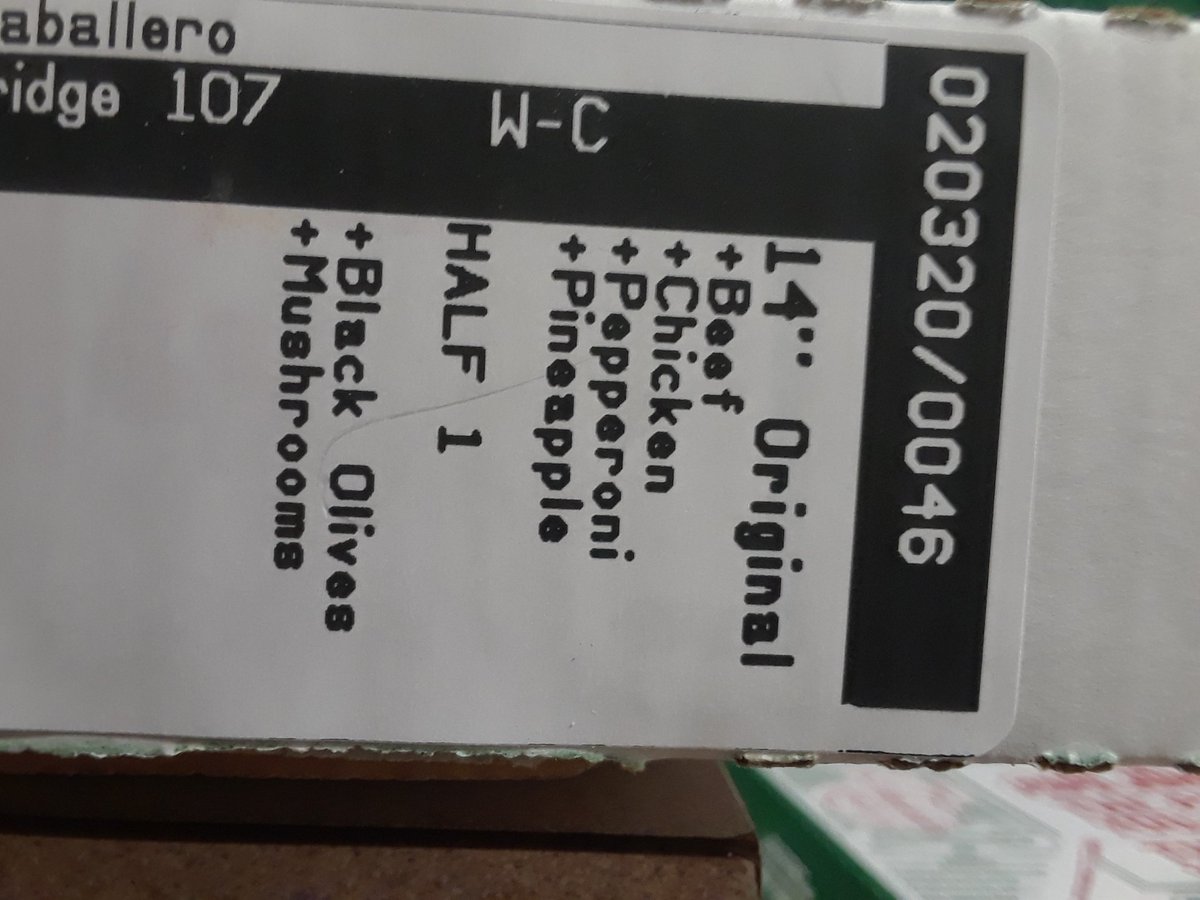 aballero
ridge 107
W-C
020320/0046
14" Original
+Beef
+Chicken
+Pepperoni
+Pineapple
HALF 1
+Black Olives
+Mushrooms